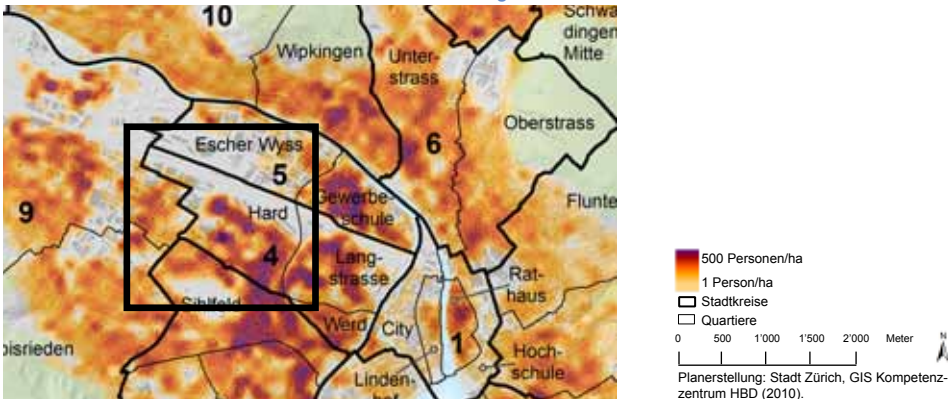 10
Schwa
dingen
Mitte
Wipkingen
Unter-
strass
Oberstrass
Escher Wyss
6
5
9
Flunte
Gewerbe-
schule
Hard
4
Lang-
strasse
Rat-
haus
Sihlfeld
Werd
City
1
bisrieden
Hoch-
schule
Linden-
hof
500 Personen/ha
1 Person/ha
Stadtkreise
Quartiere
0 500 1'000 1'500 2'000 Meter
N
Planerstellung: Stadt Zürich, GIS Kompetenz-
zentrum HBD (2010).